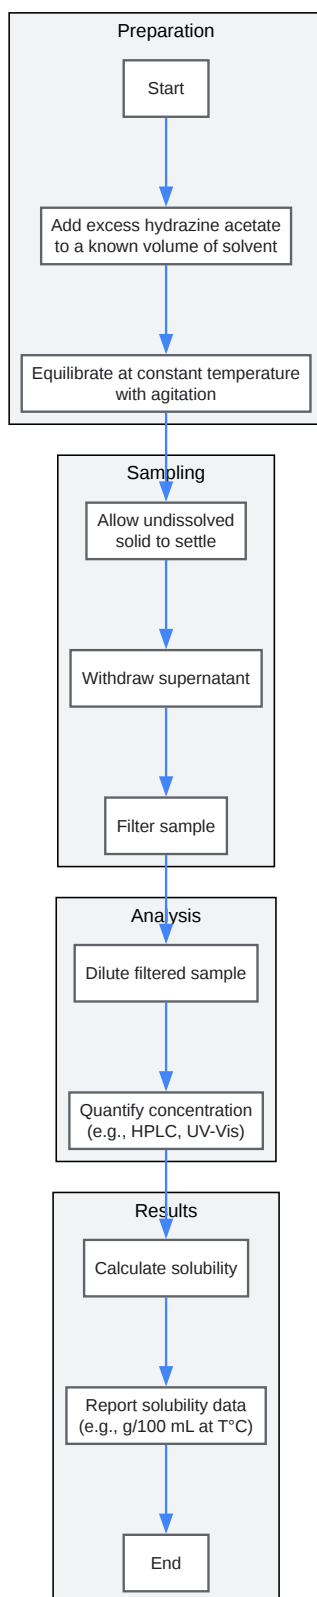 Preparation
Start
Add excess hydrazine acetate
to a known volume of solvent
Equilibrate at constant temperature
with agitation
Sampling
Allow undissolved
solid to settle
Withdraw supernatant
Filter sample
Analysis
Dilute filtered sample
Quantify concentration
(e.g., HPLC, UV-Vis)
Results
Calculate solubility
Report solubility data
(e.g., g/100 mL at T°C)
End